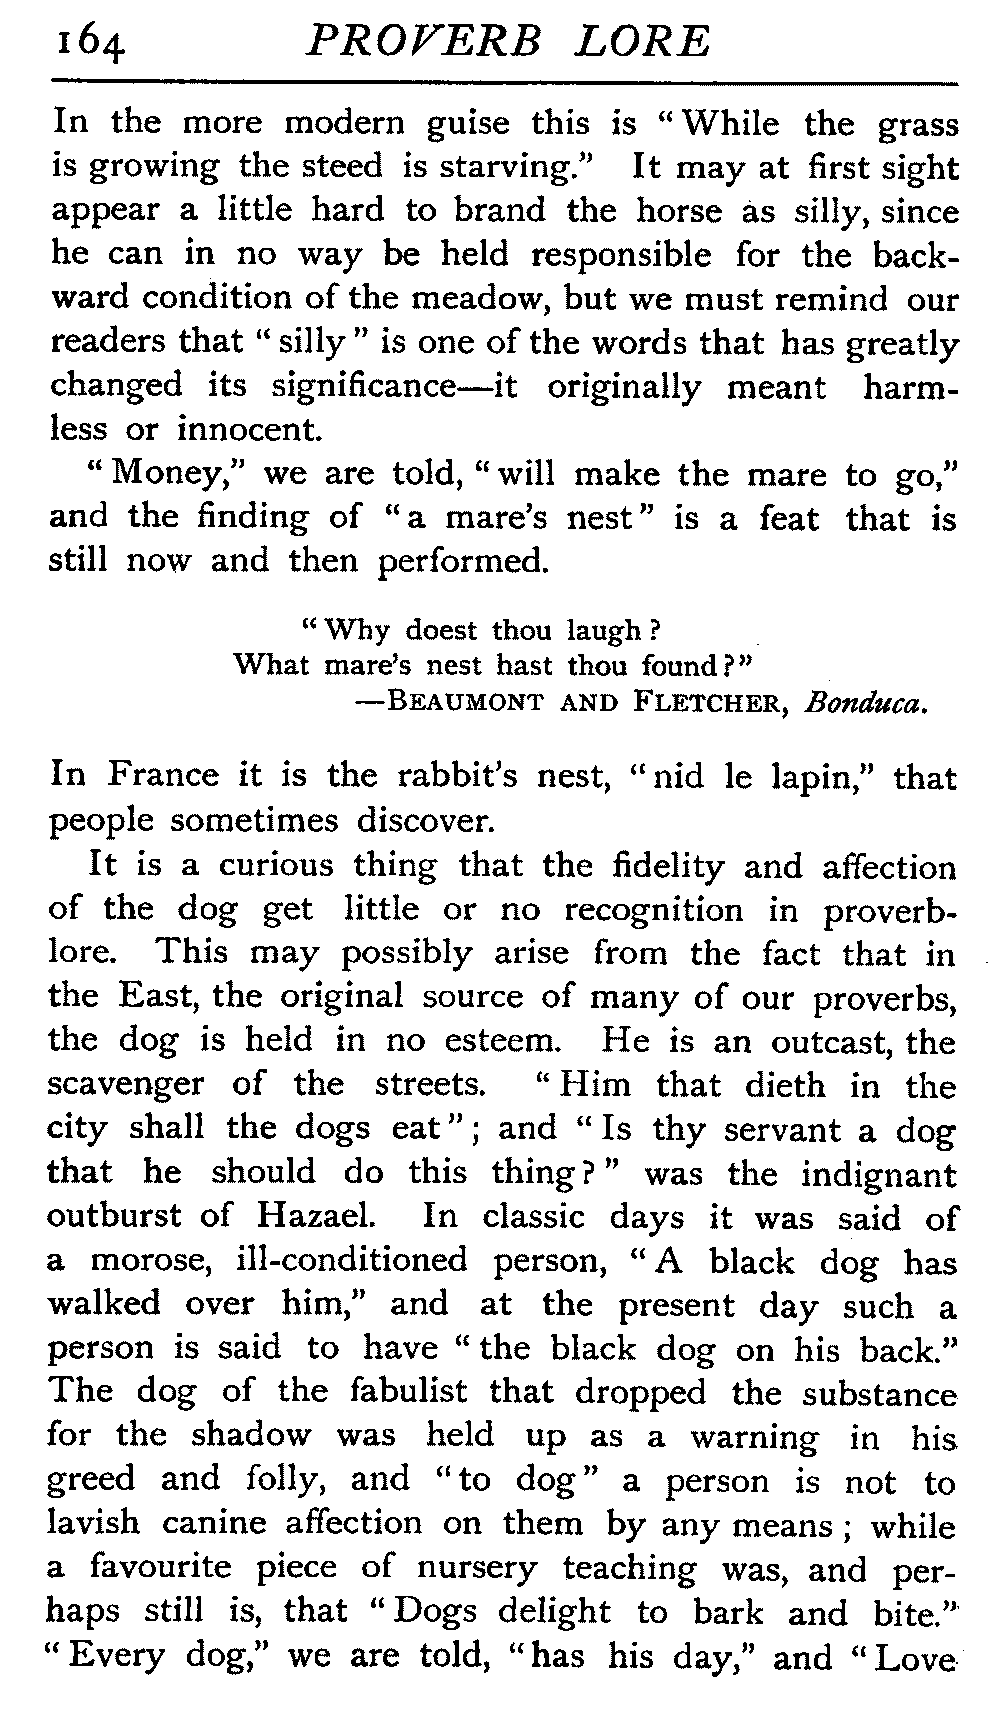 164 PROVERB LORE
In the more modern guise this is “While the grass
is growing the steed is starving.” It may at first sight
appear a little hard to brand the horse as silly, since
he can in no way be held responsible for the back-
ward condition of the meadow, but we must remind our
readers that “silly” is one of the words that has greatly
changed its significance—it originally meant harm-
less or innocent.
“Money,” we are told, “will make the mare to go,”
and the finding of “a mare’s nest” is a feat that is
still now and then performed.
“Why doest thou laugh?
What mare’s nest hast thou found?”
—BEAUMONT AND FLETCHER, Bonduca.
In France it is the rabbit’s nest, “nid le lapin,” that
people sometimes discover.
It is a curious thing that the fidelity and affection
of the dog get little or no recognition in proverb-
lore. This may possibly arise from the fact that in
the East, the original source of many of our proverbs,
the dog is held in no esteem. He is an outcast, the
scavenger of the streets. “Him that dieth in the
city shall the dogs eat”; and “Is thy servant a dog
that he should do this thing?” was the indignant
outburst of Hazael. In classic days it was said of
a morose, ill-conditioned person, “A black dog has
walked over him,” and at the present day such a
person is said to have “the black dog on his back.”
The dog of the fabulist that dropped the substance
for the shadow was held up as a warning in his
greed and folly, and “to dog” a person is not to
lavish canine affection on them by any means; while
a favourite piece of nursery teaching was, and per-
haps still is, that “Dogs delight to bark and bite.”
“Every dog,” we are told, “has his day,” and “Love